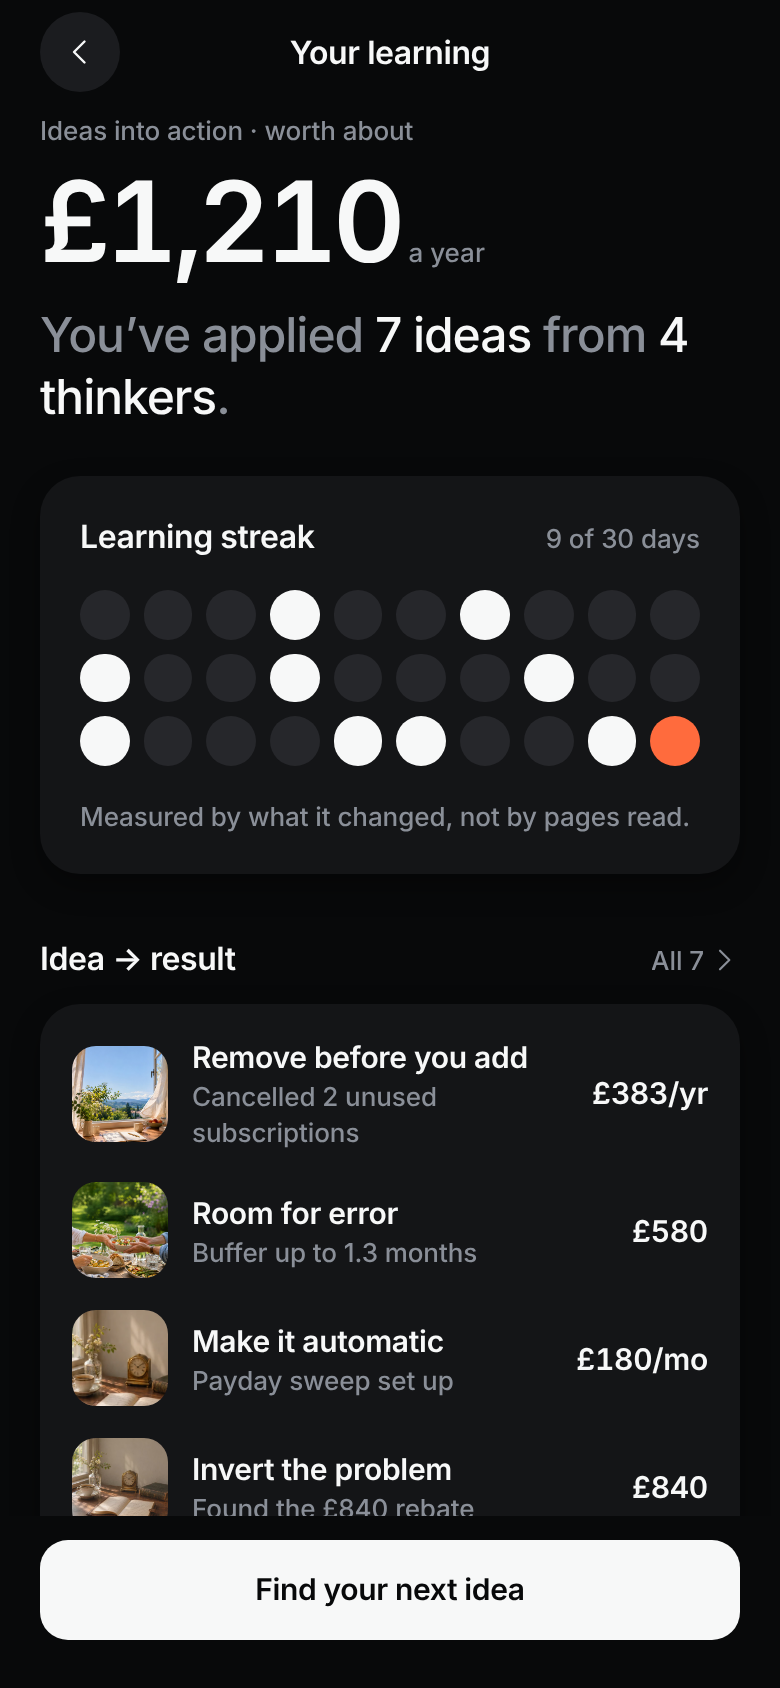 Your learning
Ideas into action · worth about
£1,210 a year
You’ve applied 7 ideas from 4
thinkers.
Learning streak
9 of 30 days
Measured by what it changed, not by pages read.
Idea → result
All 7
Remove before you add
Cancelled 2 unused
subscriptions
£383/yr
Room for error
Buffer up to 1.3 months
£580
Make it automatic
Payday sweep set up
£180/mo
Invert the problem
Found the £840 rebate
£840
Find your next idea